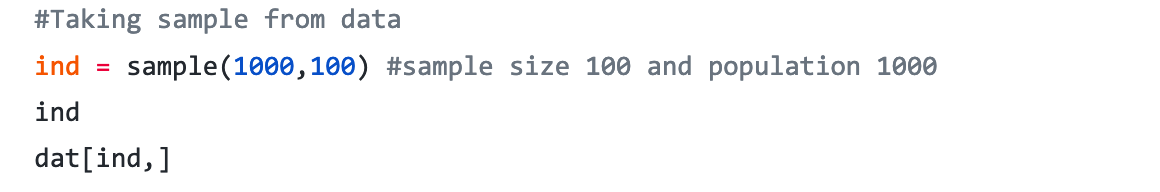 #Taking sample from data
ind = sample(1000,100) #sample size 100 and population 1000
ind
dat[ind,]